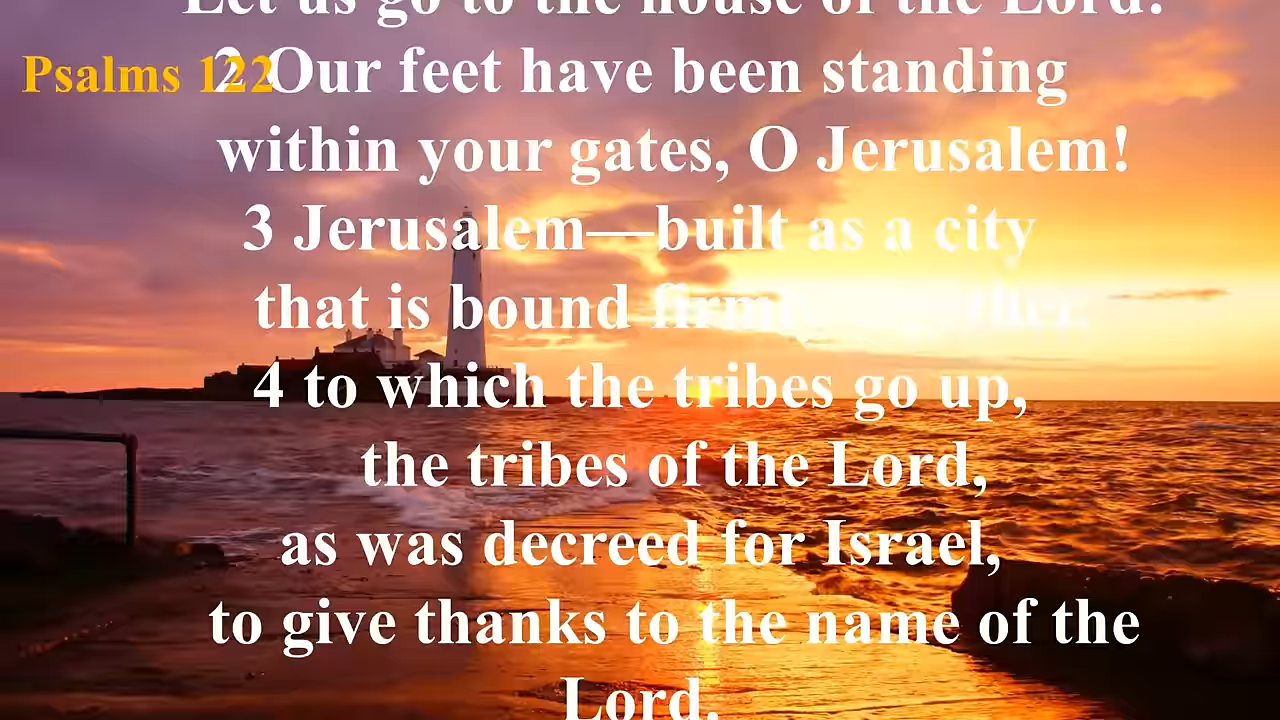 Let us go to the house of the Lord!
Psalms 122
2 Our feet have been standing
within your gates, O Jerusalem!
3 Jerusalem—built as a city
that is bound firmly
4 to which the tribes go up,
the tribes of the Lord,
as was decreed for Israel,
to give thanks to the name of the
Lord.